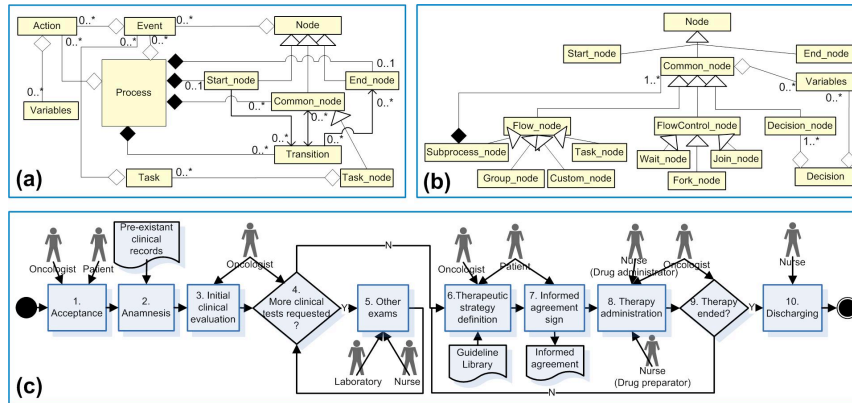 Action
0..*
Event
0..*
Node
0..*
0..*
0..*
0..*
Process
0..*
Variables
Start_node
0..1
0..1
End_node
0..*
0..*
Common_node
0..*
0..*
0..*
0..*
Transition
(a)
0..*
Task
0..*
Task_node
Node
Start_node
End_node
Common_node
1..*
0..*
Variables
0..*
Flow_node
FlowControl_node
Decision_node
Subprocess_node
Task_node
Wait_node
Join_node
1..*
Group_node
Custom_node
Fork_node
Decision
(b)
Pre-existant
clinical
records
Oncologist
Patient
Oncologist
N
Oncologist
Patient
Nurse
(Drug administrator)
Oncologist
Nurse
1.
Acceptance
2.
Anamnesis
3. Initial
clinical
evaluation
4.
More clinical
tests requested
?
Y
5. Other
exams
6.Therapeutic
strategy
definition
7. Informed
agreement
sign
8. Therapy
administration
9. Therapy
ended?
Y
10.
Discharging
Laboratory
Nurse
Guideline
Library
Informed
agreement
Nurse
(Drug preparator)
N
(c)